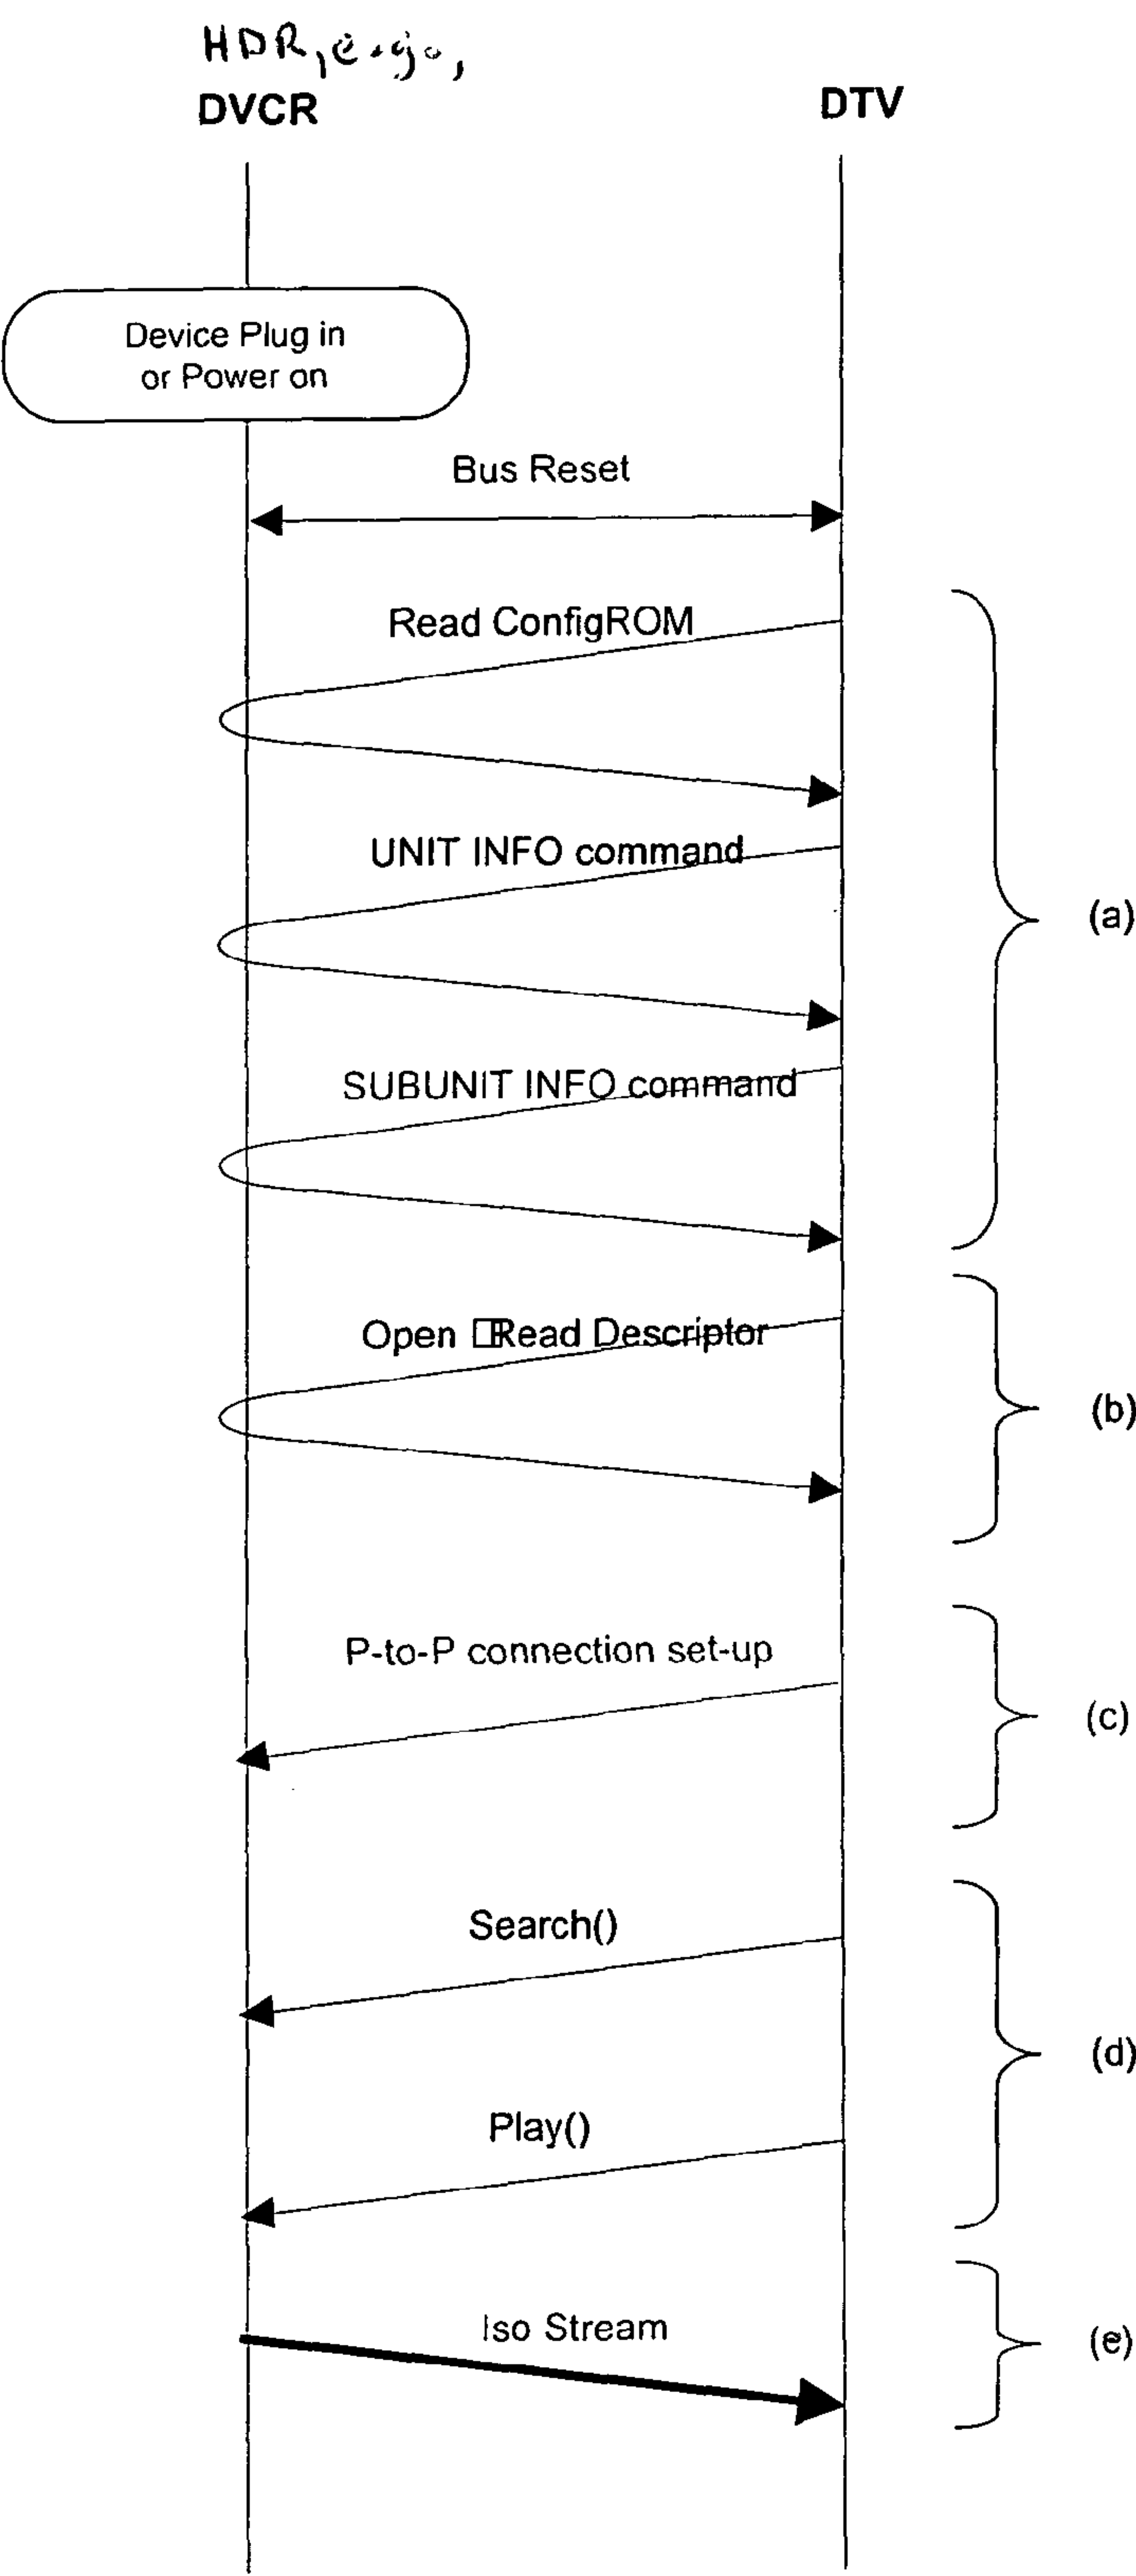 HDR, e.g.,
DVCR
DTV
Device Plug in
or Power on
Bus Reset
Read ConfigROM
UNIT INFO command
SUBUNIT INFO command
(a)
Open □Read Descriptor
(b)
P-to-P connection set-up
(c)
Search()
(d)
Play()
Iso Stream
(e)